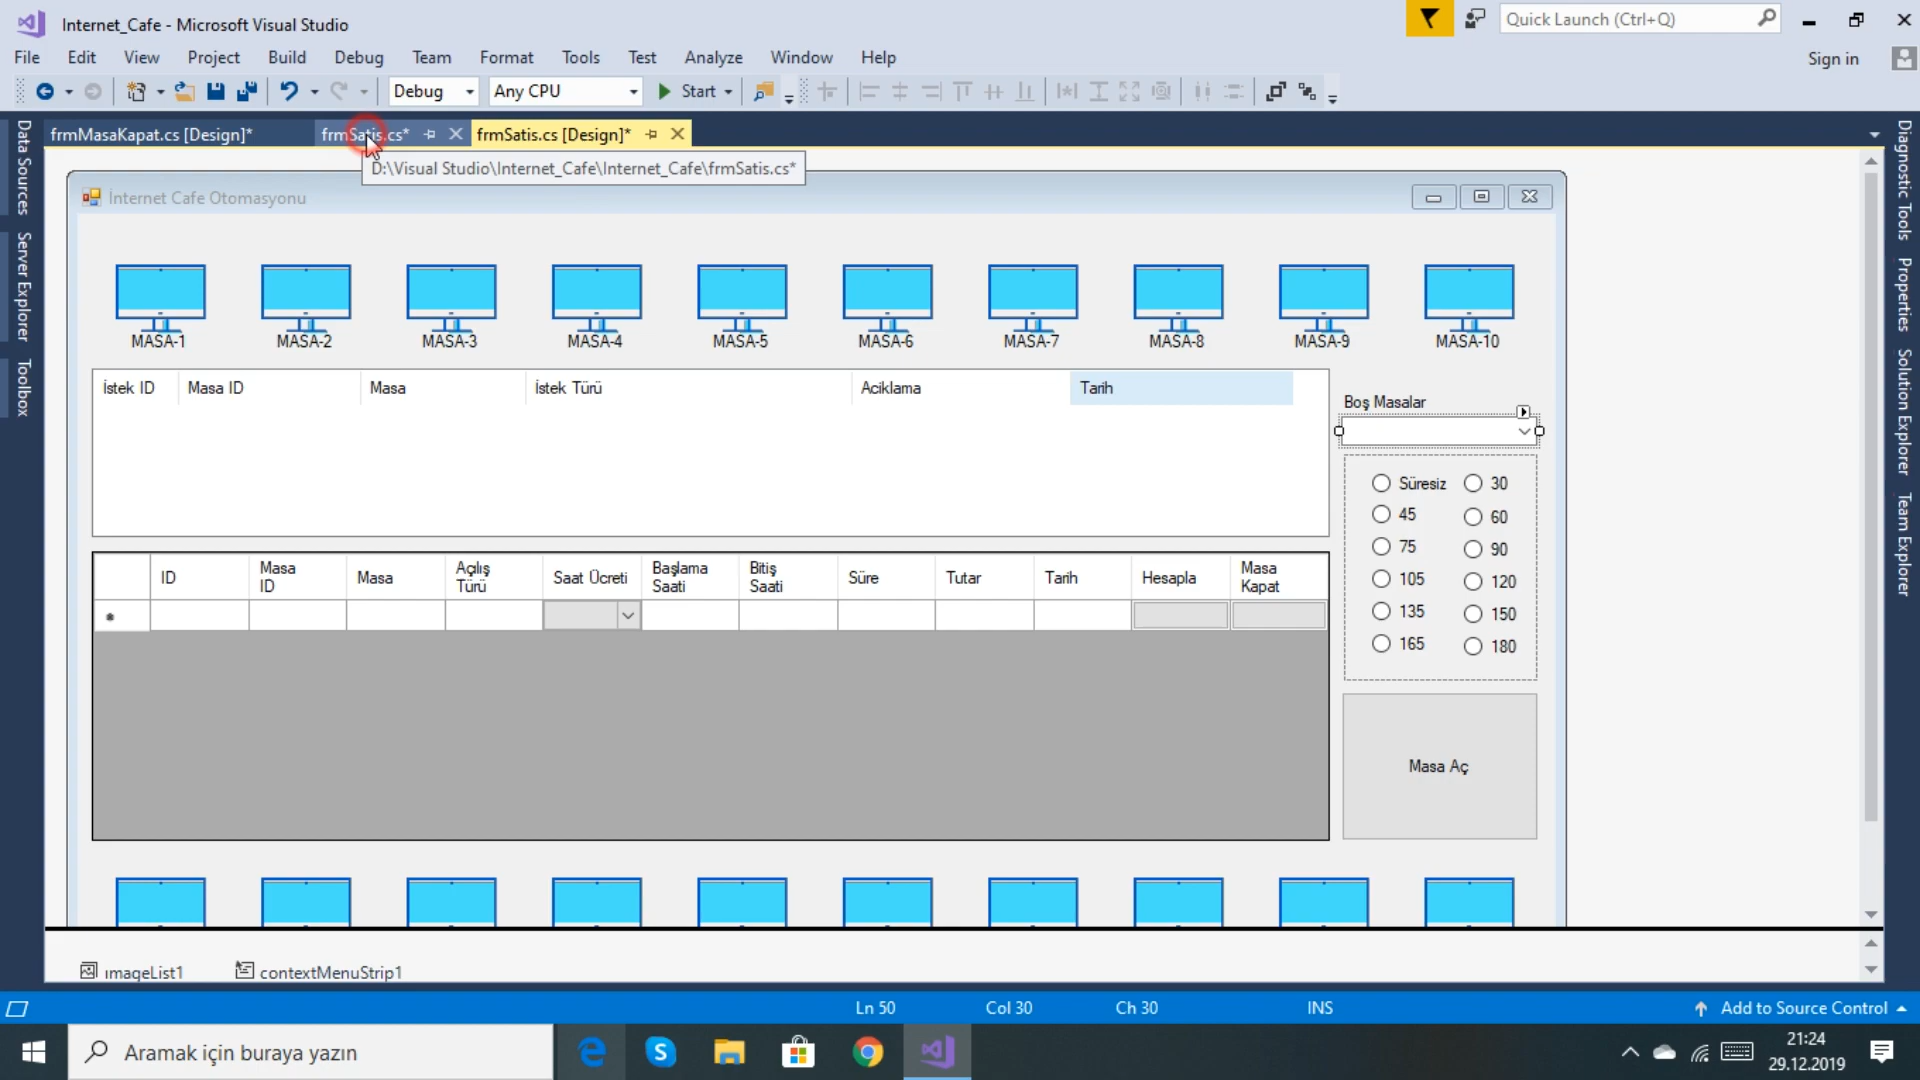 Internet_Cafe - Microsoft Visual Studio
Quick Launch (Ctrl+Q)
File Edit View Project Build Debug Team Format Tools Test Analyze Window Help
Sign in
Debug Any CPU Start
frmMasaKapat.cs [Design]* frmSatis.cs* frmSatis.cs [Design]*
D:\Visual Studio\Internet_Cafe\Internet_Cafe\frmSatis.cs*
Data Sources
Server Explorer
Toolbox
Diagnostic Tools
Properties
Solution Explorer
Team Explorer
İnternet Cafe Otomasyonu
MASA-1 MASA-2 MASA-3 MASA-4 MASA-5 MASA-6 MASA-7 MASA-8 MASA-9 MASA-10
İstek ID Masa ID Masa İstek Türü Aciklama Tarih
Boş Masalar
Süresiz 30
45 60
75 90
105 120
135 150
165 180
ID Masa ID Masa Açılış Türü Saat Ücreti Başlama Saati Bitiş Saati Süre Tutar Tarih Hesapla Masa Kapat
Masa Aç
imageList1 contextMenuStrip1
Ln 50 Col 30 Ch 30 INS Add to Source Control
Aramak için buraya yazın
21:24
29.12.2019